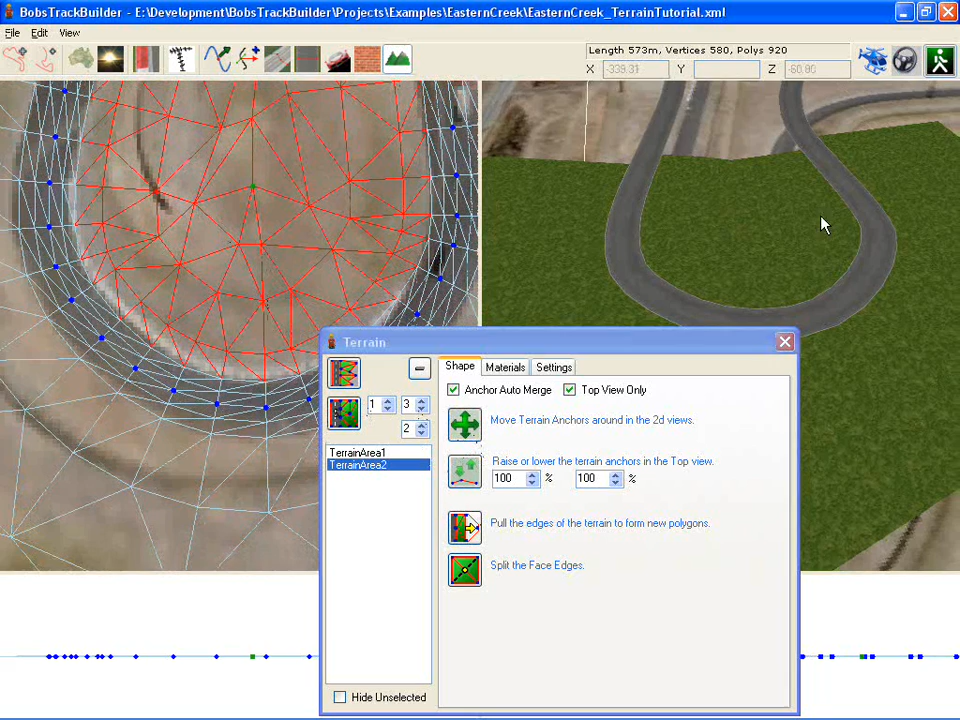 BobsTrackBuilder - E:\Development\BobsTrackBuilder\Projects\Examples\EasternCreek\EasternCreek_TerrainTutorial.xml
File Edit View
Length 573m, Vertices 580, Polys 920
X -339.31 Y Z -60.80
Terrain
Shape Materials Settings
Anchor Auto Merge Top View Only
1 3
2
Move Terrain Anchors around in the 2d views.
TerrainArea1
TerrainArea2
Raise or lower the terrain anchors in the Top view.
100 % 100 %
Pull the edges of the terrain to form new polygons.
Split the Face Edges.
Hide Unselected